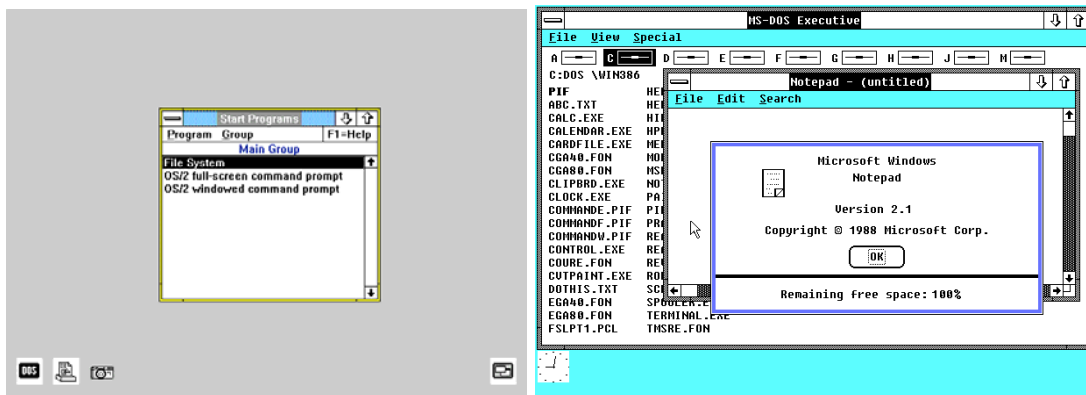 Start Programs
Program Group F1=Help
Main Group
File System
OS/2 full-screen command prompt
OS/2 windowed command prompt
DOS
MS-DOS Executive
File View Special
A C D E F G H J M
C:DOS \WIN386
PIF
ABC.TXT
CALC.EXE
CALENDAR.EXE
CARDFILE.EXE
CGA40.FON
CGA80.FON
CLIPBRD.EXE
CLOCK.EXE
COMMANDE.PIF
COMMANDF.PIF
COMMANDW.PIF
CONTROL.EXE
COURE.FON
CUTPAINT.EXE
DOTHIS.TXT
EGA40.FON
EGA80.FON TERMINAL.EXE
FSLPT1.PCL TMSRE.FON
Notepad - (untitled)
File Edit Search
Microsoft Windows
Notepad
Version 2.1
Copyright © 1988 Microsoft Corp.
OK
Remaining free space: 100%